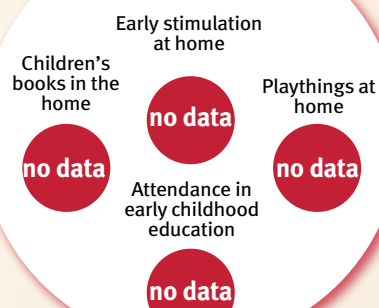 Early stimulation
at home
no data
Children's
books in the
home
no data
Playthings at
home
no data
Attendance in
early childhood
education
no data